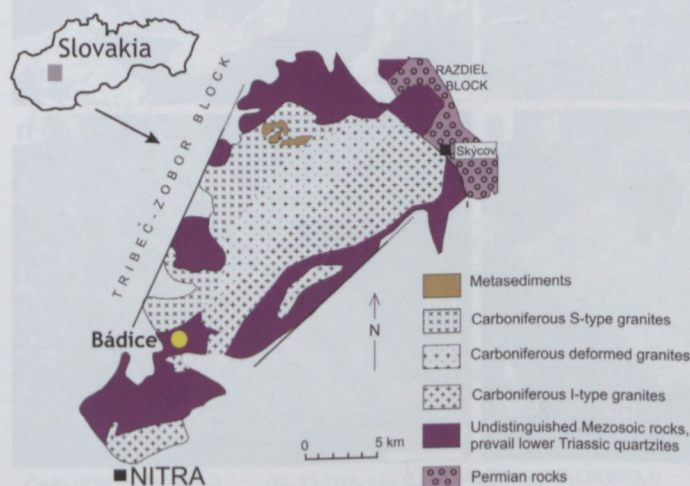 Slovakia
TRIBEČ-ZOBOR BLOCK
RAZDIEL
BLOCK
Skýcov
Bádice
NITRA
N
0 5 km
Metasediments
Carboniferous S-type granites
Carboniferous deformed granites
Carboniferous I-type granites
Undistinguished Mezosoic rocks,
prevail lower Triassic quartzites
Permian rocks